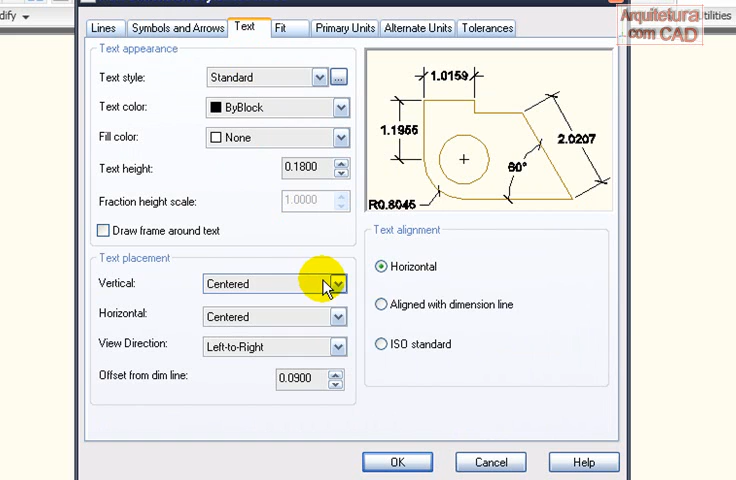 dify
Arquitetura
com CAD
tilities
Lines
Symbols and Arrows
Text
Fit
Primary Units
Alternate Units
Tolerances
Text appearance
Text style:
Standard
...
Text color:
ByBlock
Fill color:
None
Text height:
0.1800
Fraction height scale:
1.0000
Draw frame around text
1.0159
1.1955
2.0207
60°
R0.8045
Text placement
Vertical:
Centered
Horizontal:
Centered
View Direction:
Left-to-Right
Offset from dim line:
0.0900
Text alignment
Horizontal
Aligned with dimension line
ISO standard
OK
Cancel
Help